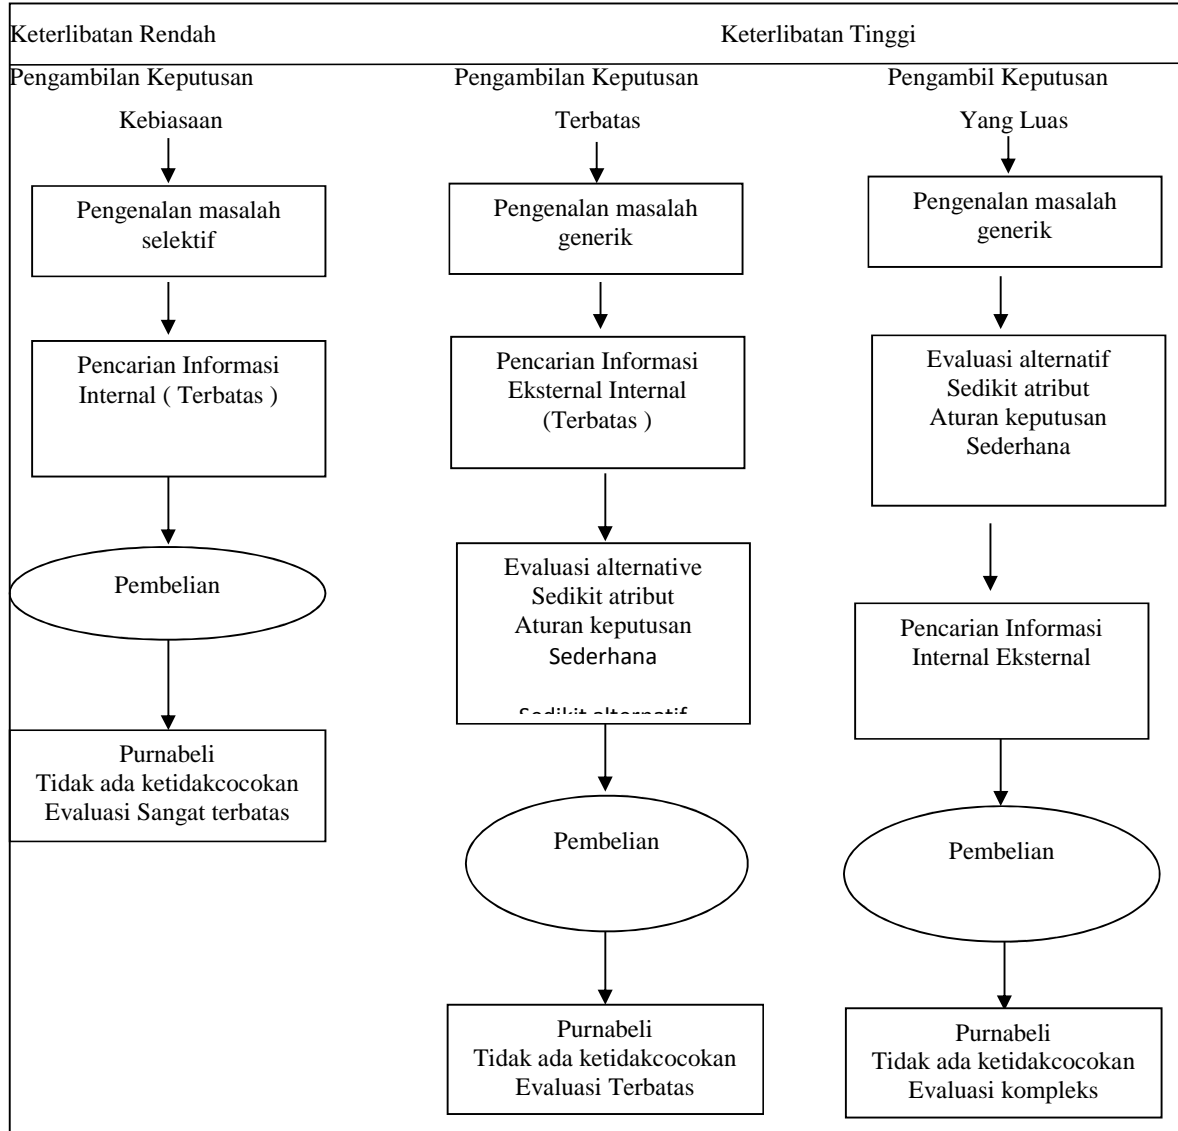 Keterlibatan Rendah
Keterlibatan Tinggi
Pengambilan Keputusan
Kebiasaan
Pengenalan masalah
selektif
Pencarian Informasi
Internal ( Terbatas )
Pembelian
Purnabeli
Tidak ada ketidakcocokan
Evaluasi Sangat terbatas
Pengambilan Keputusan
Terbatas
Pengenalan masalah
generik
Pencarian Informasi
Eksternal Internal
(Terbatas )
Evaluasi alternative
Sedikit atribut
Aturan keputusan
Sederhana
Sedikit alternatif
Pembelian
Purnabeli
Tidak ada ketidakcocokan
Evaluasi Terbatas
Pengambil Keputusan
Yang Luas
Pengenalan masalah
generik
Evaluasi alternatif
Sedikit atribut
Aturan keputusan
Sederhana
Pencarian Informasi
Internal Eksternal
Pembelian
Purnabeli
Tidak ada ketidakcocokan
Evaluasi kompleks